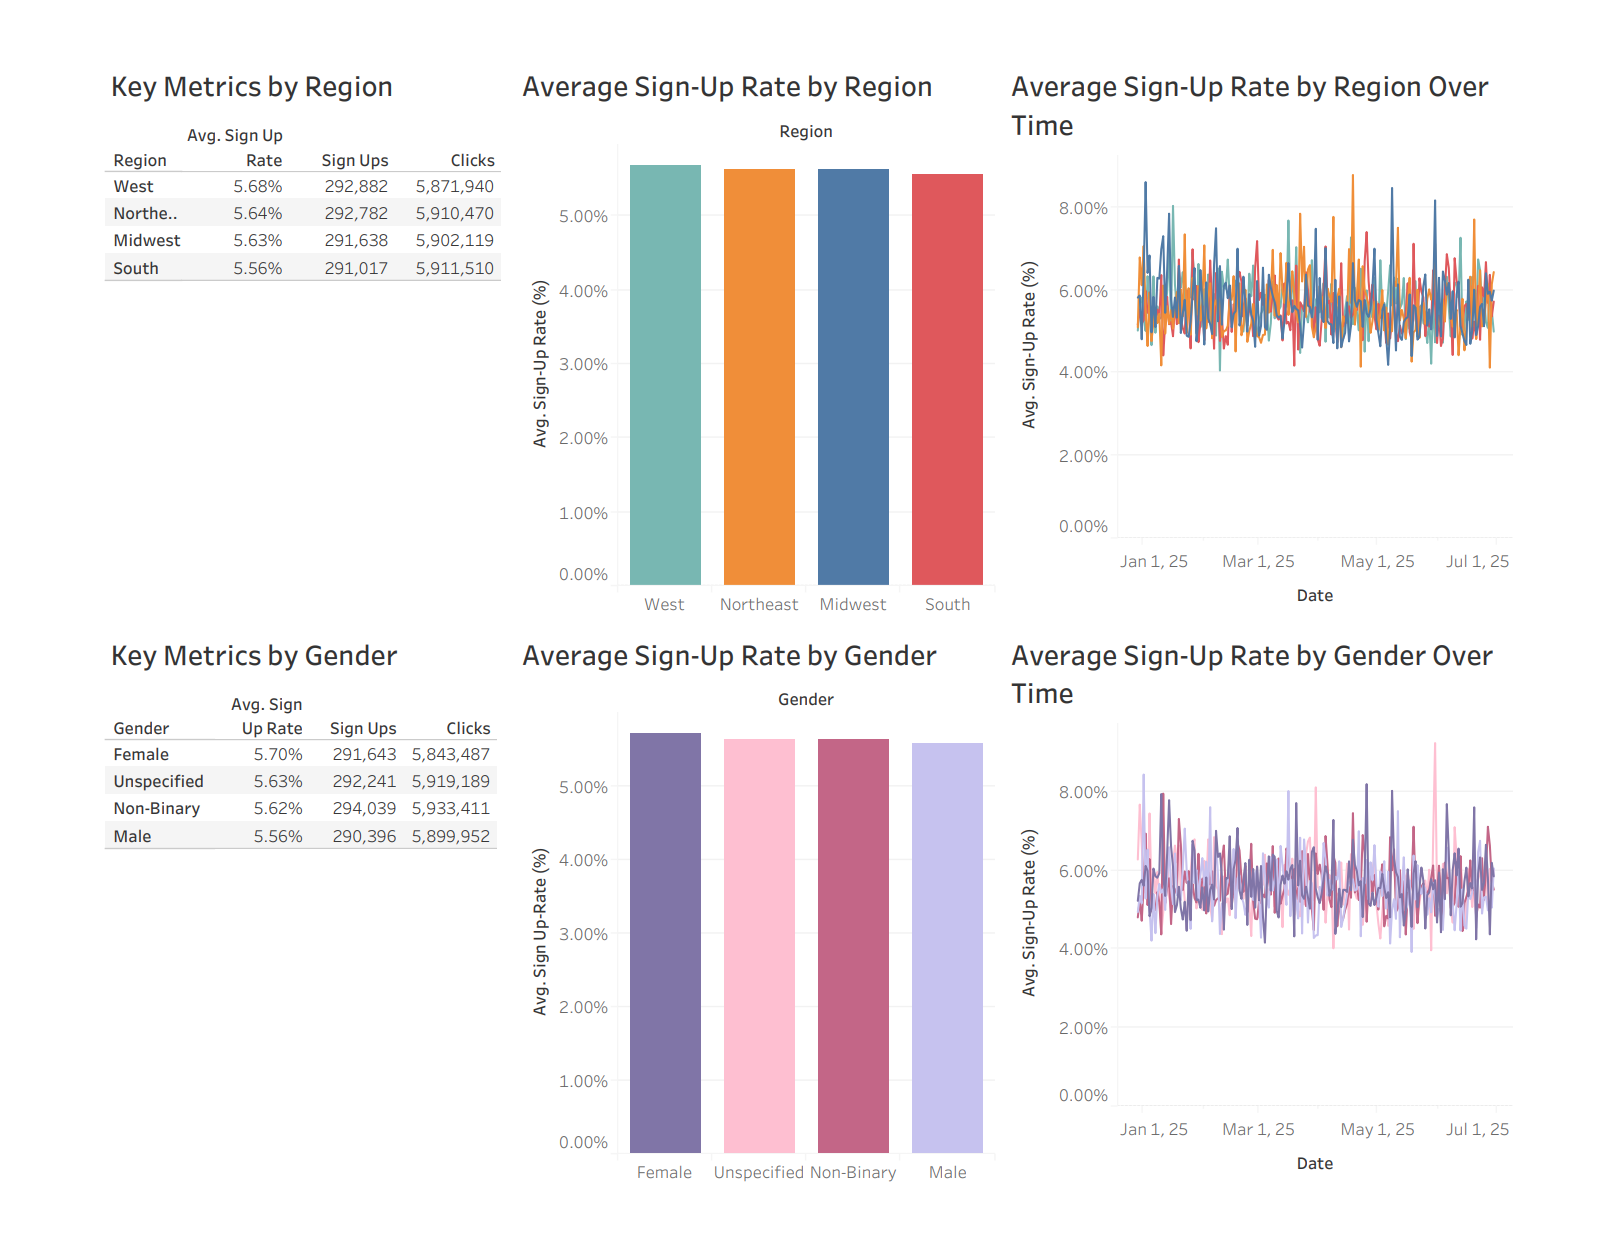 Key Metrics by Region
Avg. Sign Up
Region Rate Sign Ups Clicks
West 5.68% 292,882 5,871,940
Northe.. 5.64% 292,782 5,910,470
Midwest 5.63% 291,638 5,902,119
South 5.56% 291,017 5,911,510
Average Sign-Up Rate by Region
Region
Avg. Sign-Up Rate (%)
5.00%
4.00%
3.00%
2.00%
1.00%
0.00%
West Northeast Midwest South
Average Sign-Up Rate by Region Over
Time
Avg. Sign-Up Rate (%)
8.00%
6.00%
4.00%
2.00%
0.00%
Jan 1, 25 Mar 1, 25 May 1, 25 Jul 1, 25
Date
Key Metrics by Gender
Avg. Sign
Gender Up Rate Sign Ups Clicks
Female 5.70% 291,643 5,843,487
Unspecified 5.63% 292,241 5,919,189
Non-Binary 5.62% 294,039 5,933,411
Male 5.56% 290,396 5,899,952
Average Sign-Up Rate by Gender
Gender
Avg. Sign Up-Rate (%)
5.00%
4.00%
3.00%
2.00%
1.00%
0.00%
Female Unspecified Non-Binary Male
Average Sign-Up Rate by Gender Over
Time
Avg. Sign-Up Rate (%)
8.00%
6.00%
4.00%
2.00%
0.00%
Jan 1, 25 Mar 1, 25 May 1, 25 Jul 1, 25
Date